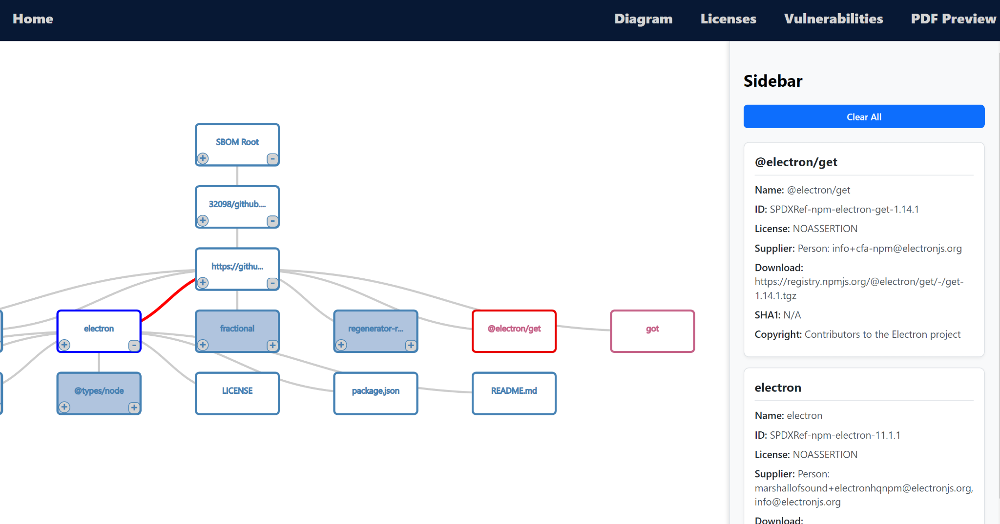 Home
Diagram
Licenses
Vulnerabilities
PDF Preview
SBOM Root
+
-
32098/github....
+
-
https://githu...
+
-
electron
+
-
fractional
+
+
regenerator-r...
+
+
@electron/get
got
@types/node
+
+
LICENSE
package.json
README.md
Sidebar
Clear All
@electron/get
Name: @electron/get
ID: SPDXRef-npm-electron-get-1.14.1
License: NOASSERTION
Supplier: Person: info+cfa-npm@electronjs.org
Download:
https://registry.npmjs.org/@electron/get/-/get-
1.14.1.tgz
SHA1: N/A
Copyright: Contributors to the Electron project
electron
Name: electron
ID: SPDXRef-npm-electron-11.1.1
License: NOASSERTION
Supplier: Person:
marshallofsound+electronhqnpm@electronjs.org,
info@electronjs.org
Download: